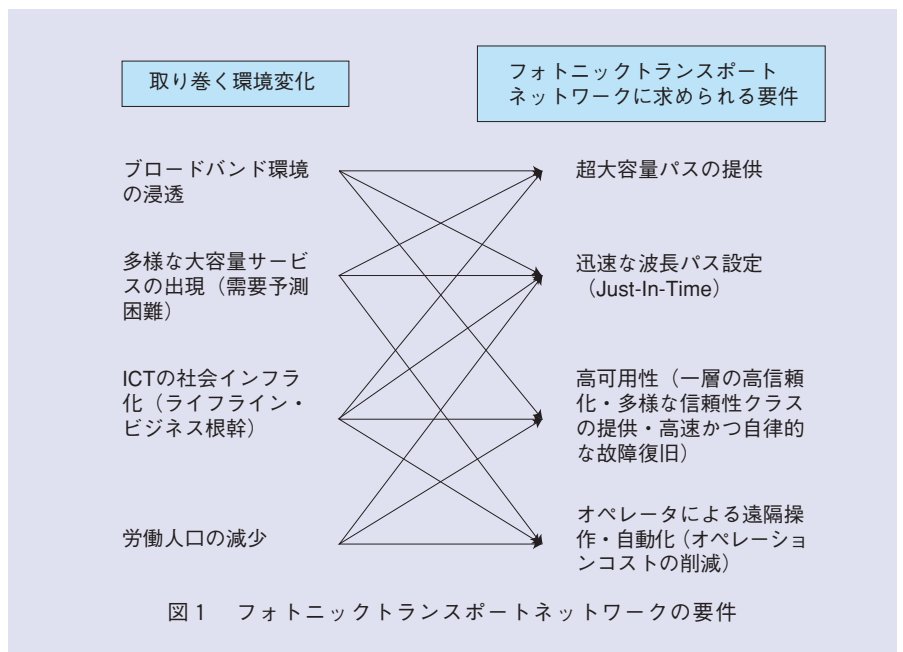 取り巻く環境変化
フォトニックトランスポート
ネットワークに求められる要件
ブロードバンド環境
の浸透
超大容量パスの提供
多様な大容量サービ
スの出現（需要予測
困難）
迅速な波長パス設定
（Just-In-Time）
ICTの社会インフラ
化（ライフライン・
ビジネス根幹）
高可用性（一層の高信頼
化・多様な信頼性クラス
の提供・高速かつ自律的
な故障復旧）
労働人口の減少
オペレータによる遠隔操
作・自動化（オペレーショ
ンコストの削減）
図1　フォトニックトランスポートネットワークの要件